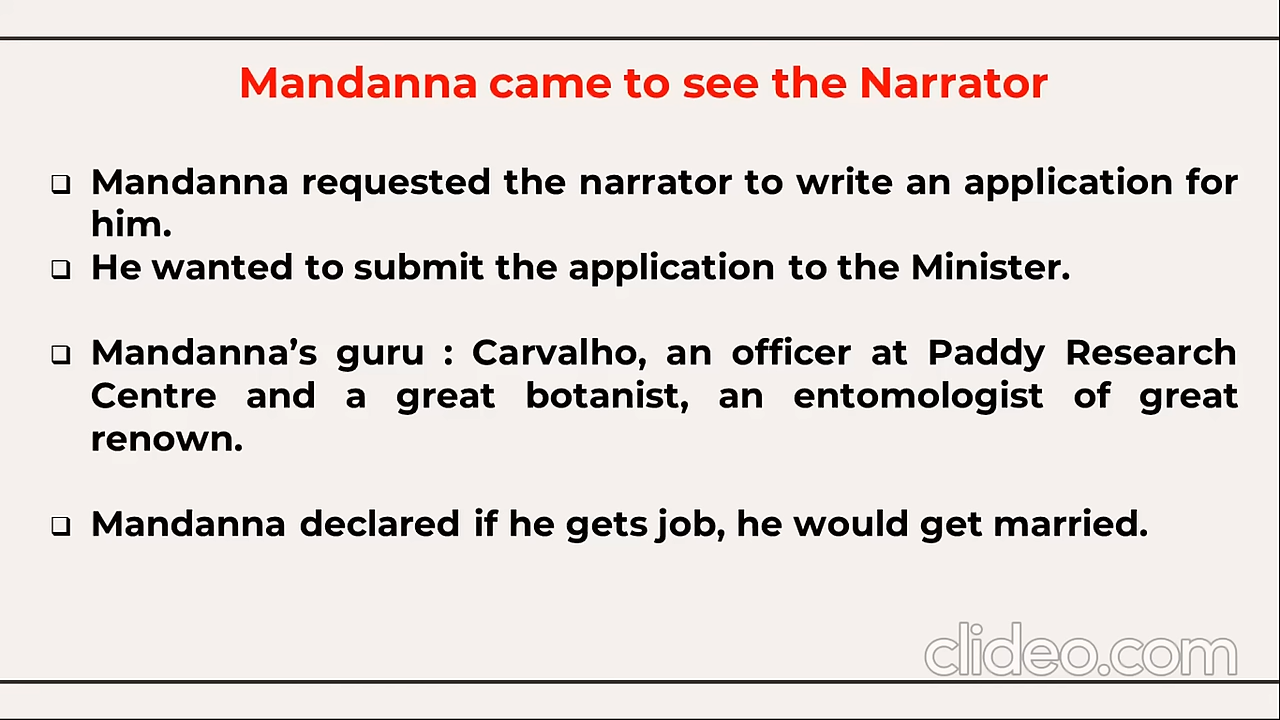 Mandanna came to see the Narrator
❑ Mandanna requested the narrator to write an application for
him.
❑ He wanted to submit the application to the Minister.
❑ Mandanna’s guru : Carvalho, an officer at Paddy Research
Centre and a great botanist, an entomologist of great
renown.
❑ Mandanna declared if he gets job, he would get married.
clideo.com